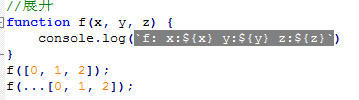 //展开
function f(x, y, z) {
    console.log(`f: x:${x} y:${y} z:${z}`)
}
f([0, 1, 2]);
f(...[0, 1, 2]);